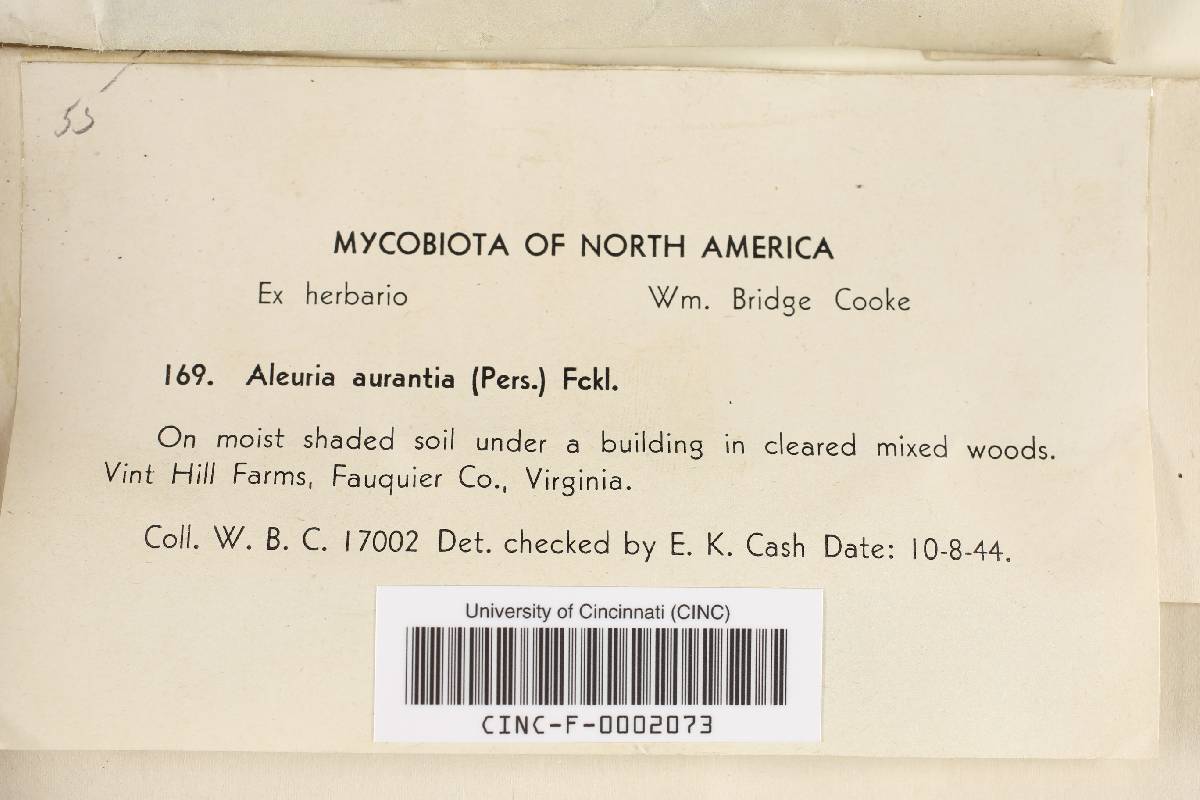 55
MYCOBIOTA OF NORTH AMERICA
Ex herbario Wm. Bridge Cooke
169. Aleuria aurantia (Pers.) Fckl.
On moist shaded soil under a building in cleared mixed woods.
Vint Hill Farms, Fauquier Co., Virginia.
Coll. W. B. C. 17002 Det. checked by E. K. Cash Date: 10-8-44.
University of Cincinnati (CINC)
CINC-F-0002073